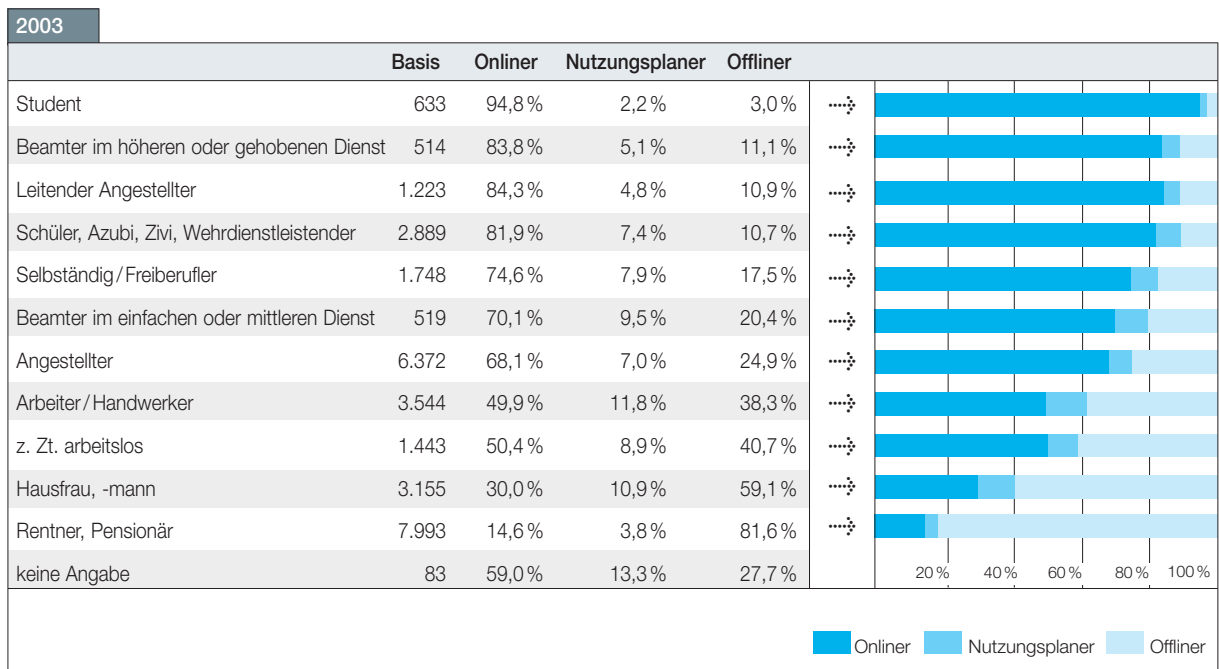 2003
Basis Onliner Nutzungsplaner Offliner
Student 633 94,8 % 2,2 % 3,0 %
Beamter im höheren oder gehobenen Dienst 514 83,8 % 5,1 % 11,1 %
Leitender Angestellter 1.223 84,3 % 4,8 % 10,9 %
Schüler, Azubi, Zivi, Wehrdienstleistender 2.889 81,9 % 7,4 % 10,7 %
Selbständig / Freiberufler 1.748 74,6 % 7,9 % 17,5 %
Beamter im einfachen oder mittleren Dienst 519 70,1 % 9,5 % 20,4 %
Angestellter 6.372 68,1 % 7,0 % 24,9 %
Arbeiter / Handwerker 3.544 49,9 % 11,8 % 38,3 %
z. Zt. arbeitslos 1.443 50,4 % 8,9 % 40,7 %
Hausfrau, -mann 3.155 30,0 % 10,9 % 59,1 %
Rentner, Pensionär 7.993 14,6 % 3,8 % 81,6 %
keine Angabe 83 59,0 % 13,3 % 27,7 %
20 % 40 % 60 % 80 % 100 %
Onliner Nutzungsplaner Offliner